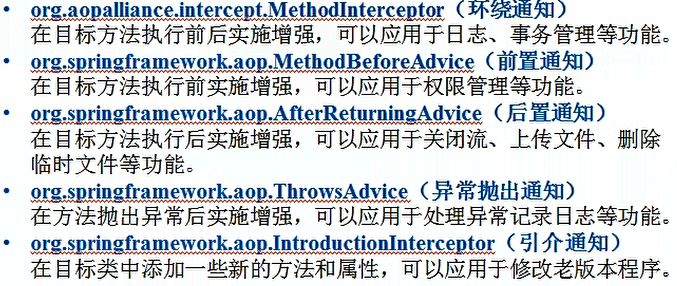 • org.aopalliance.intercept.MethodInterceptor（环绕通知）
在目标方法执行前后实施增强，可以应用于日志、事务管理等功能。
• org.springframework.aop.MethodBeforeAdvice（前置通知）
在目标方法执行前实施增强，可以应用于权限管理等功能。
• org.springframework.aop.AfterReturningAdvice（后置通知）
在目标方法执行后实施增强，可以应用于关闭流、上传文件、删除
临时文件等功能。
• org.springframework.aop.ThrowsAdvice（异常抛出通知）
在方法抛出异常后实施增强，可以应用于处理异常记录日志等功能。
• org.springframework.aop.IntroductionInterceptor（引介通知）
在目标类中添加一些新的方法和属性，可以应用于修改老版本程序。